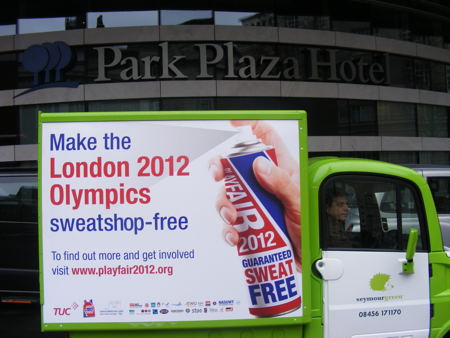 Park Plaza Hotel
Make the
London 2012
Olympics
sweatshop-free
To find out more and get involved
visit www.playfair2012.org
PLAYFAIR
2012
GUARANTEED
SWEAT
FREE
TUC
seymourgreen
08456 171170